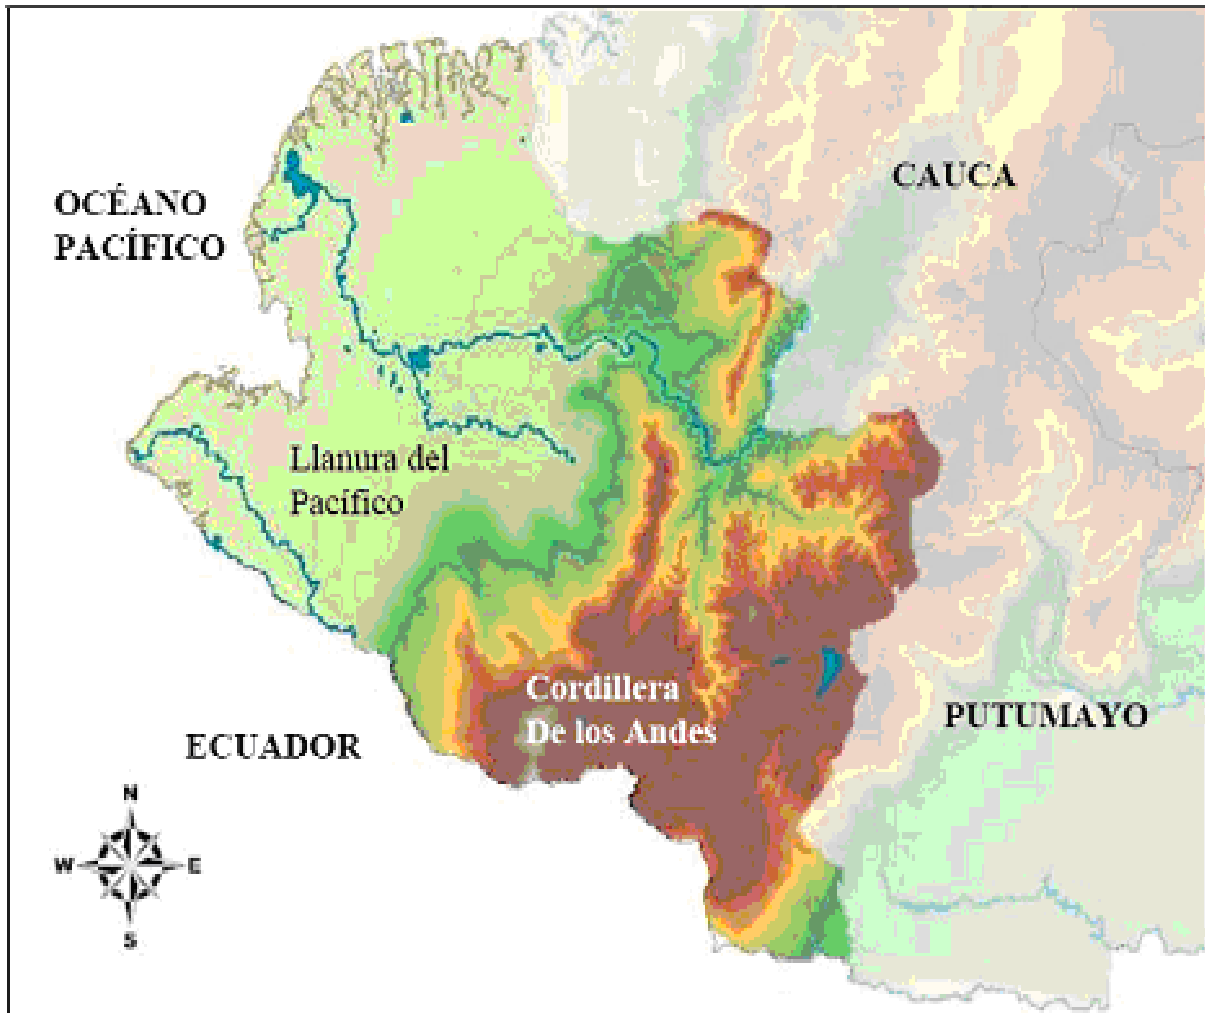 CAUCA
OCÉANO
PACÍFICO
Llanura del
Pacífico
Cordillera
De los Andes
PUTUMAYO
ECUADOR
N
W E
S